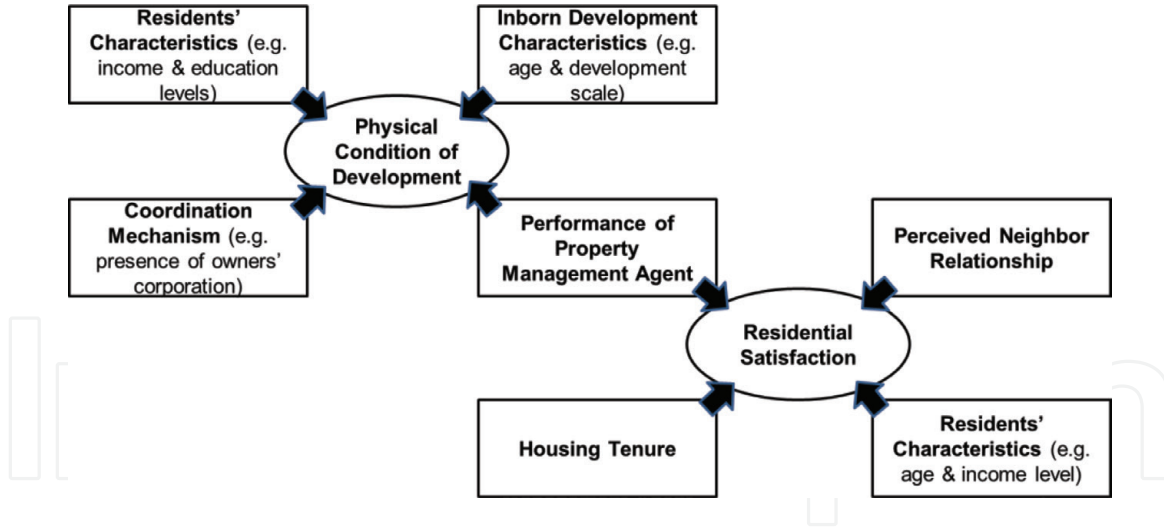 Residents'
Characteristics (e.g.
income & education
levels)
Inborn Development
Characteristics (e.g.
age & development
scale)
Physical
Condition of
Development
Coordination
Mechanism (e.g.
presence of owners'
corporation)
Performance of
Property
Management Agent
Perceived Neighbor
Relationship
Residential
Satisfaction
Housing Tenure
Residents'
Characteristics (e.g.
age & income level)